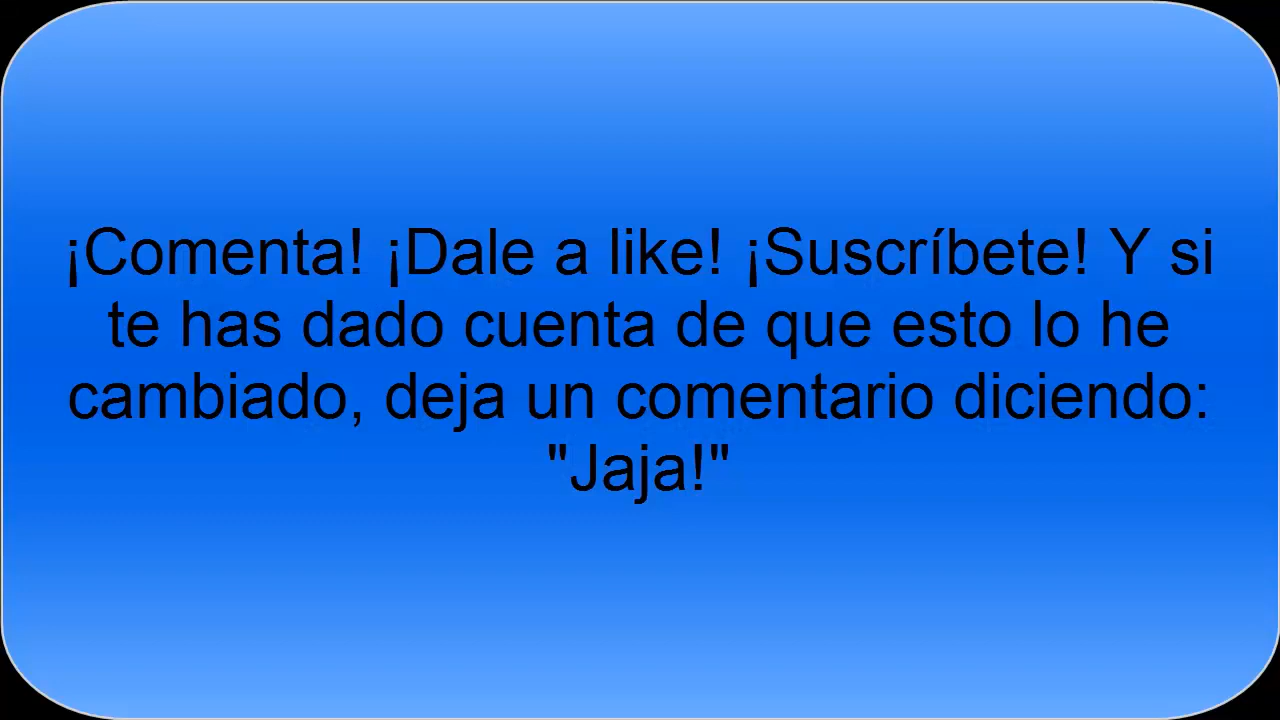 ¡Comenta! ¡Dale a like! ¡Suscríbete! Y si
te has dado cuenta de que esto lo he
cambiado, deja un comentario diciendo:
"Jaja!"